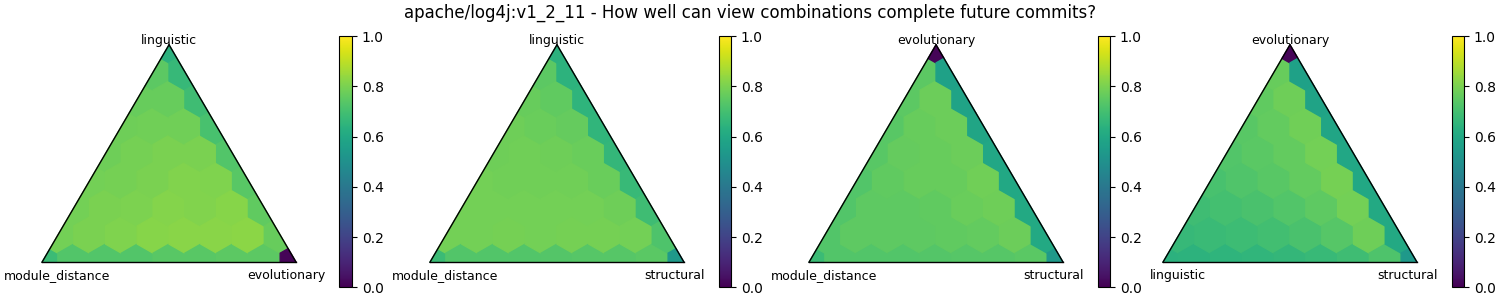 apache/log4j:v1_2_11 - How well can view combinations complete future commits?
linguistic
module_distance
evolutionary
1.0
0.8
0.6
0.4
0.2
0.0
linguistic
module_distance
structural
1.0
0.8
0.6
0.4
0.2
0.0
evolutionary
module_distance
structural
1.0
0.8
0.6
0.4
0.2
0.0
evolutionary
linguistic
structural
1.0
0.8
0.6
0.4
0.2
0.0